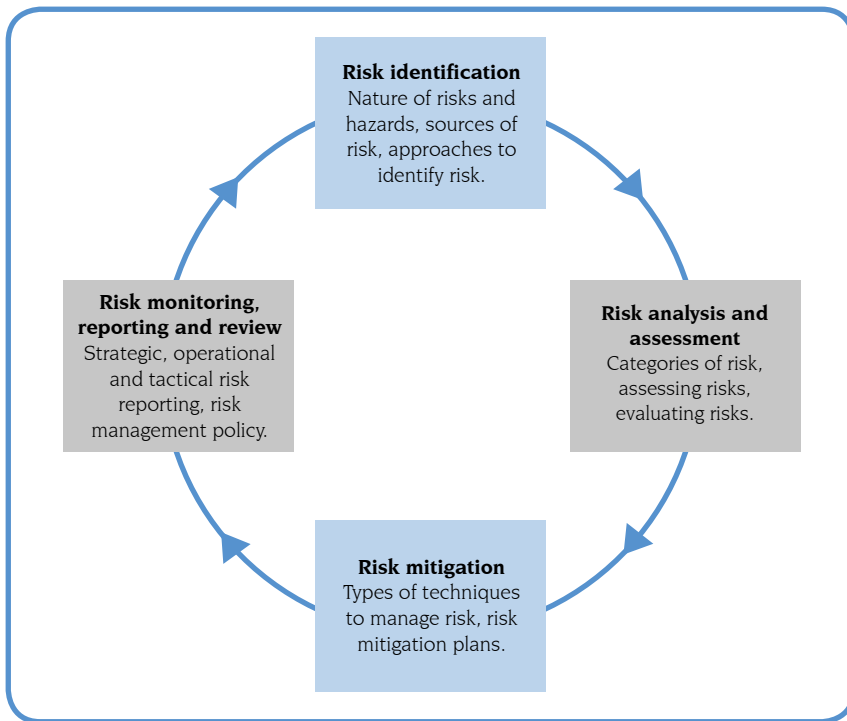 Risk identification
Nature of risks and
hazards, sources of
risk, approaches to
identify risk.
Risk analysis and
assessment
Categories of risk,
assessing risks,
evaluating risks.
Risk mitigation
Types of techniques
to manage risk, risk
mitigation plans.
Risk monitoring,
reporting and review
Strategic, operational
and tactical risk
reporting, risk
management policy.